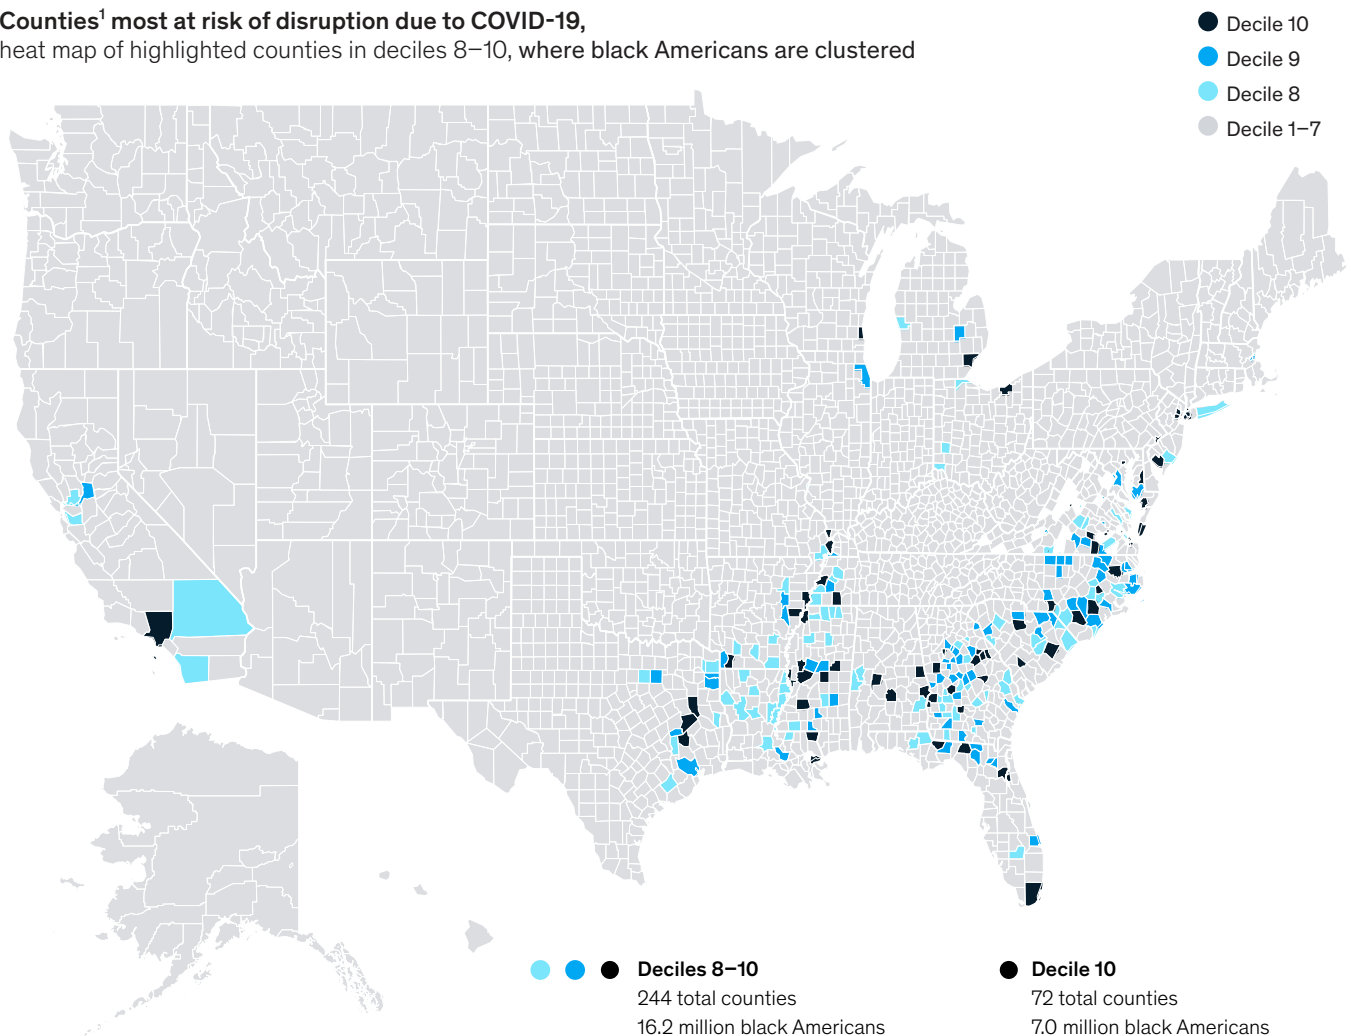 Counties¹ most at risk of disruption due to COVID-19,
heat map of highlighted counties in deciles 8–10, where black Americans are clustered
Decile 10
Decile 9
Decile 8
Decile 1–7
Deciles 8–10
244 total counties
16.2 million black Americans
Decile 10
72 total counties
7.0 million black Americans